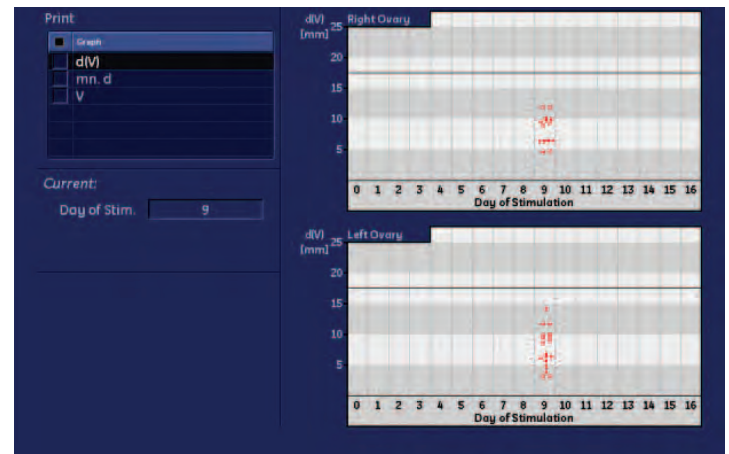 Print
Graph
d(V)
mn. d
V
Current:
Day of Stim. 9
d(V) Right Ovary
[mm] 25
20
15
10
5
0 1 2 3 4 5 6 7 8 9 10 11 12 13 14 15 16
Day of Stimulation
d(V) Left Ovary
[mm] 25
20
15
10
5
0 1 2 3 4 5 6 7 8 9 10 11 12 13 14 15 16
Day of Stimulation